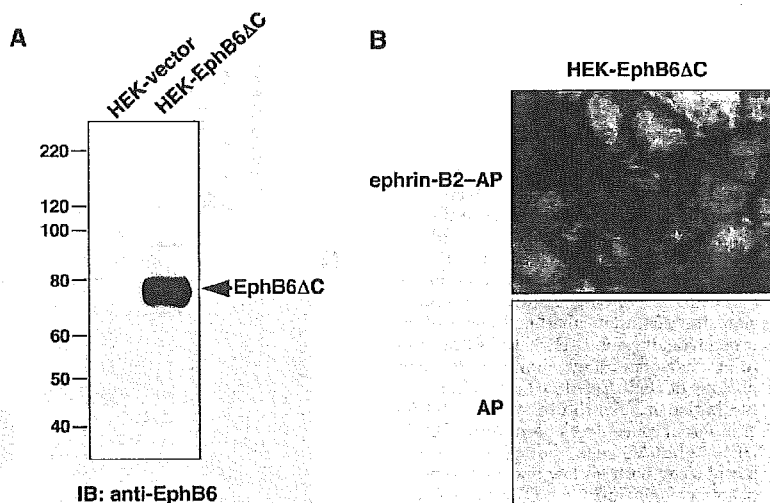 A
HEK-vector
HEK-EphB6ΔC
220
120
100
80
60
50
40
EphB6ΔC
IB: anti-EphB6
B
HEK-EphB6ΔC
ephrin-B2–AP
AP